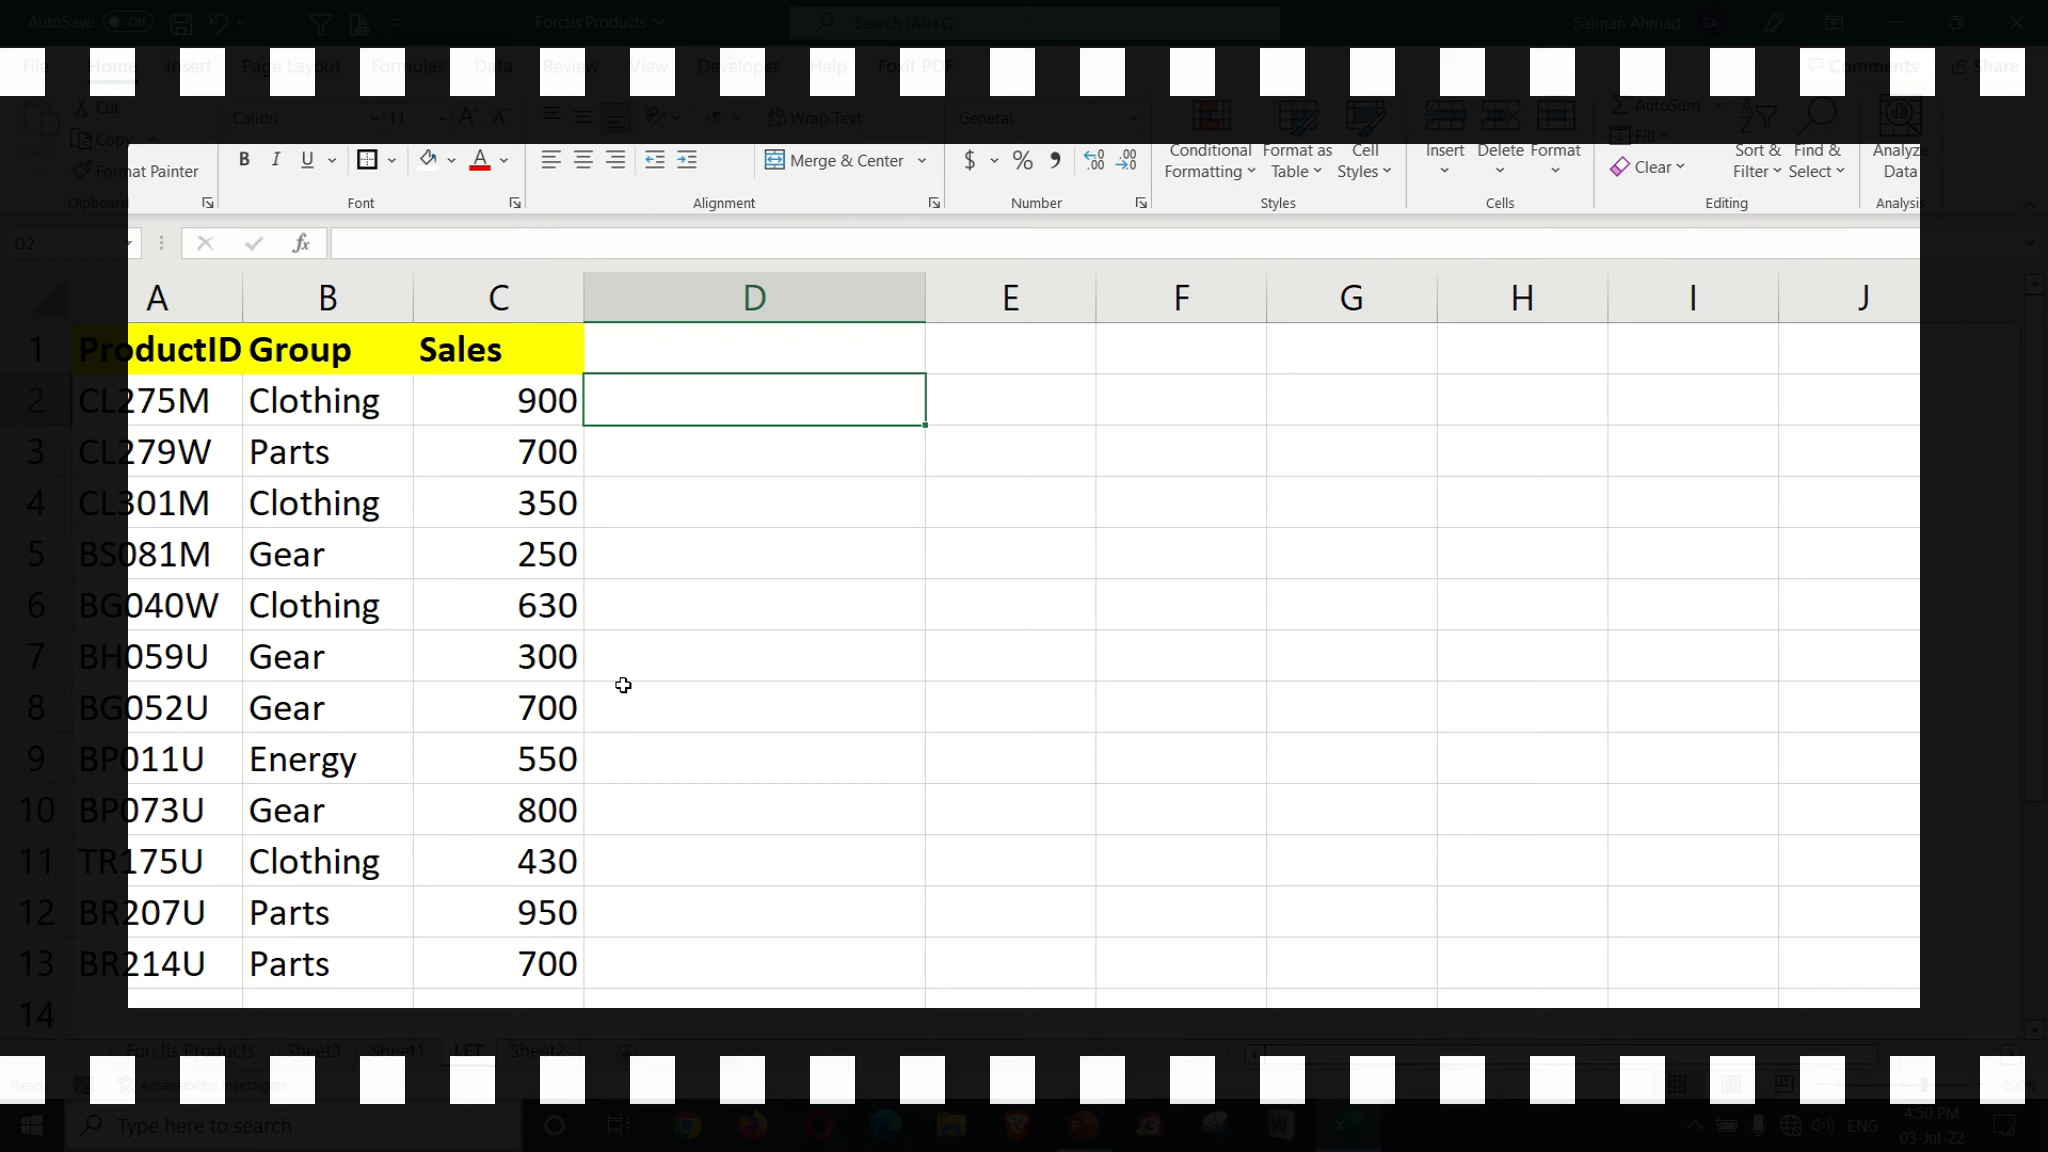 AutoSave Off Forctis Products Search (Alt+Q) Salman Ahmad SA
File Home Insert Page Layout Formulas Data Review View Developer Help Foxit PDF Comments Share
Cut Calibri 11 Wrap Text General AutoSum
Copy Fill
Format Painter B I U A Merge & Center $ % Conditional Formatting Format as Table Cell Styles Insert Delete Format Clear Sort & Filter Find & Select Analyze Data
Clipboard Font Alignment Number Styles Cells Editing Analysis
D2 fx
A B C D E F G H I J
1 ProductID Group Sales
2 CL275M Clothing 900
3 CL279W Parts 700
4 CL301M Clothing 350
5 BS081M Gear 250
6 BG040W Clothing 630
7 BH059U Gear 300
8 BG052U Gear 700
9 BP011U Energy 550
10 BP073U Gear 800
11 TR175U Clothing 430
12 BR207U Parts 950
13 BR214U Parts 700
14
Forctis Products Sheet3 Sheet1 LET Sheet2
Ready Accessibility: Investigate
Type here to search ENG 4:50 PM
03-Jul-22